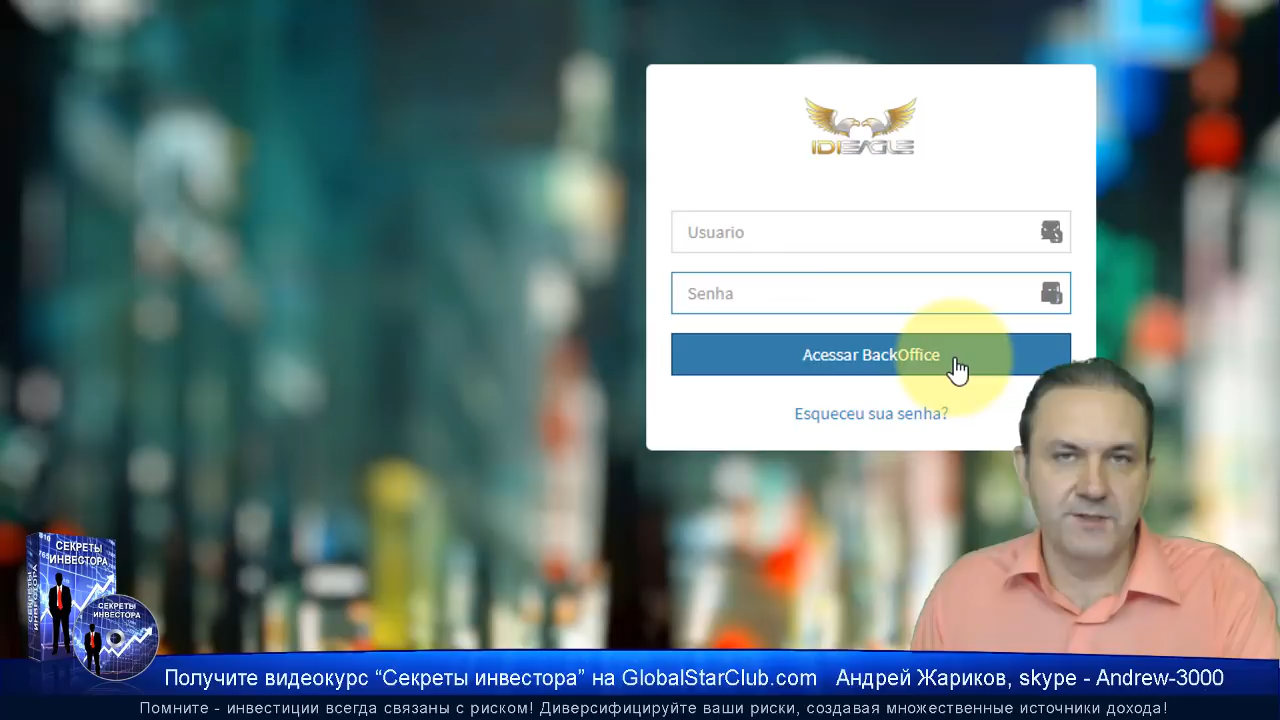 IDIEAGLE
Usuario
Senha
Acessar BackOffice
Esqueceu sua senha?
СЕКРЕТЫ
ИНВЕСТОРА
СЕКРЕТЫ
ИНВЕСТОРА
Получите видеокурс “Секреты инвестора” на GlobalStarClub.com Андрей Жариков, skype - Andrew-3000
Помните - инвестиции всегда связаны с риском! Диверсифицируйте ваши риски, создавая множественные источники дохода!